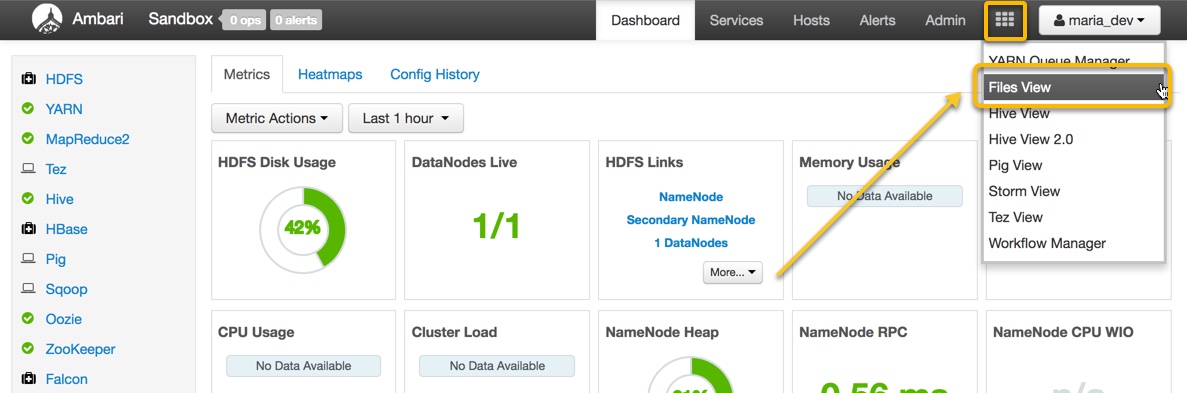 Ambari Sandbox 0 ops 0 alerts Dashboard Services Hosts Alerts Admin maria_dev
YARN Queue Manager
Files View
Hive View
Hive View 2.0
Pig View
Storm View
Tez View
Workflow Manager
HDFS
YARN
MapReduce2
Tez
Hive
HBase
Pig
Sqoop
Oozie
ZooKeeper
Falcon
Metrics Heatmaps Config History
Metric Actions Last 1 hour
HDFS Disk Usage
42%
DataNodes Live
1/1
HDFS Links
NameNode
Secondary NameNode
1 DataNodes
More...
Memory Usage
No Data Available
CPU Usage
No Data Available
Cluster Load
No Data Available
NameNode Heap
NameNode RPC
0.56 ms
NameNode CPU WIO
n/a